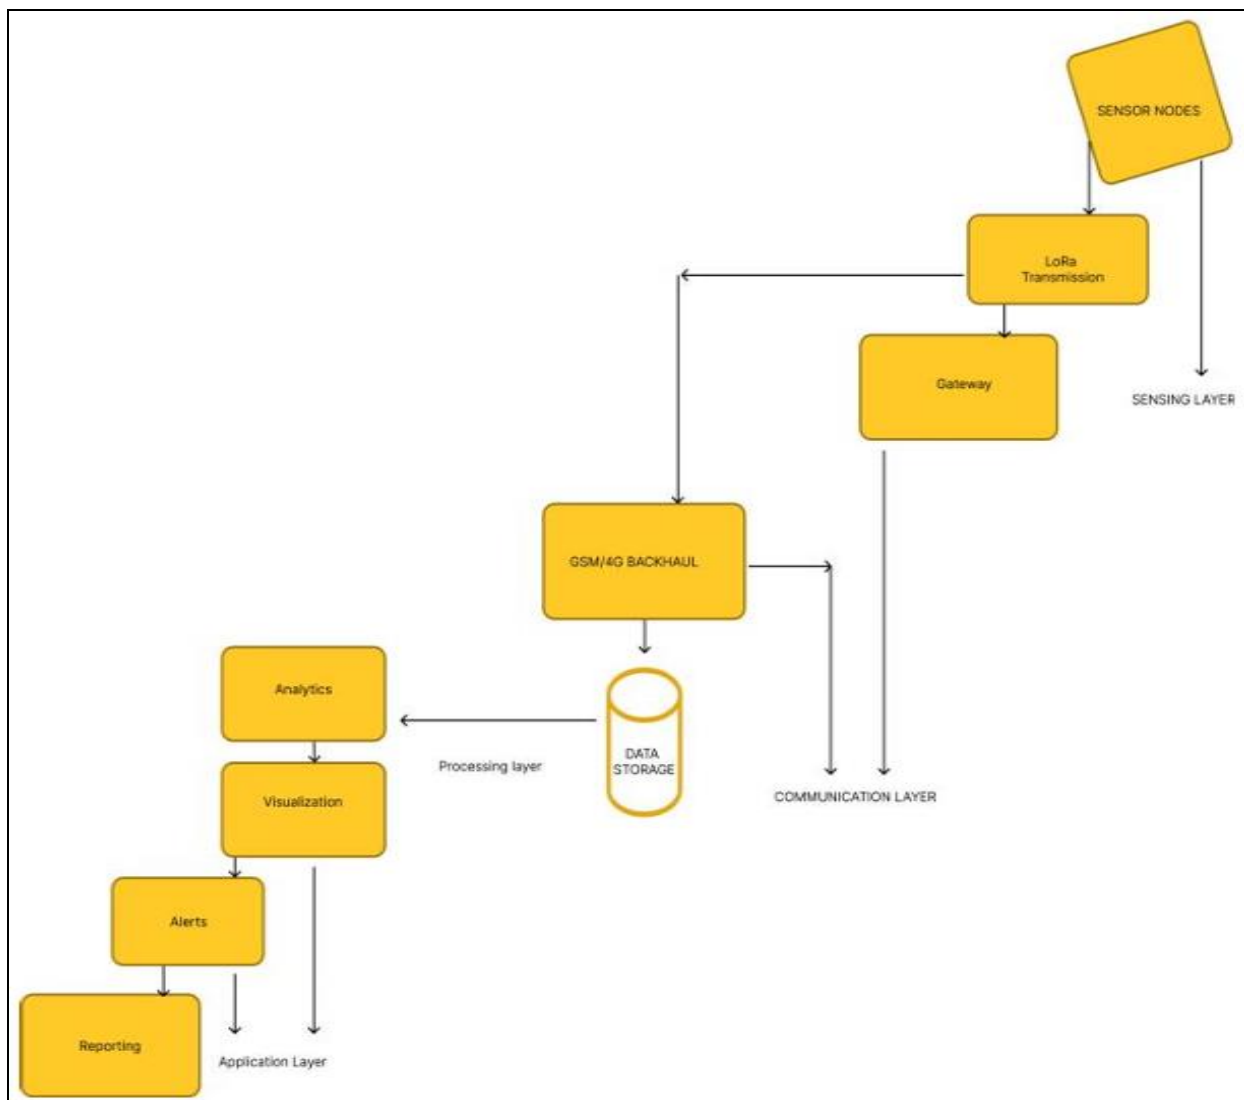 SENSOR NODES
LoRa
Transmission
Gateway
SENSING LAYER
GSM/4G BACKHAUL
Analytics
Processing layer
DATA
STORAGE
Visualization
COMMUNICATION LAYER
Alerts
Reporting
Application Layer